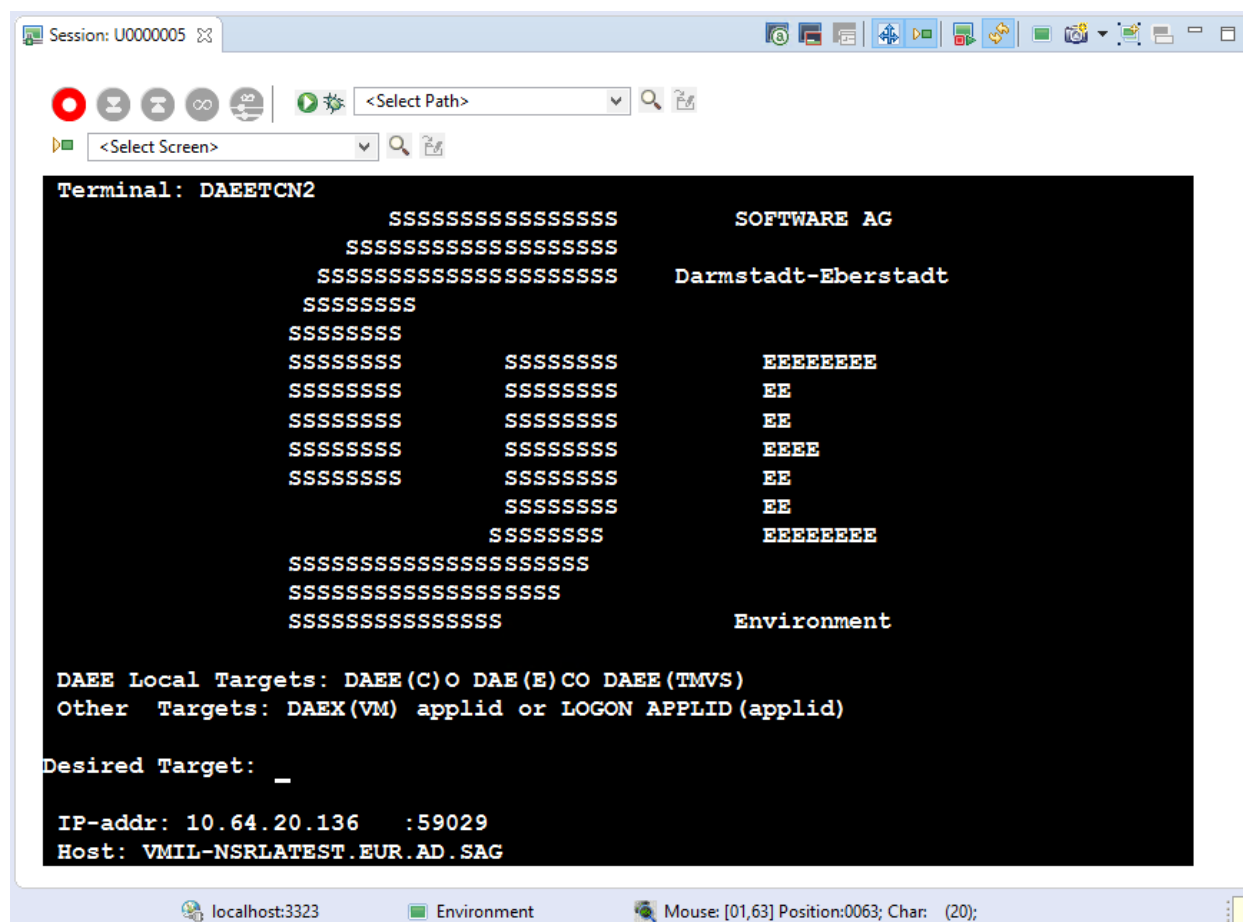 Session: U0000005
<Select Path>
<Select Screen>
Terminal: DAEETCN2
SSSSSSSSSSSSSSSS SOFTWARE AG
SSSSSSSSSSSSSSSSSSS
SSSSSSSSSSSSSSSSSSSSS Darmstadt-Eberstadt
SSSSSSSS
SSSSSSSS
SSSSSSSS SSSSSSSS EEEEEEEE
SSSSSSSS SSSSSSSS EE
SSSSSSSS SSSSSSSS EE
SSSSSSSS SSSSSSSS EEEE
SSSSSSSS SSSSSSSS EE
SSSSSSSS EE
SSSSSSSS EEEEEEEE
SSSSSSSSSSSSSSSSSSSSS
SSSSSSSSSSSSSSSSSSS
SSSSSSSSSSSSSSS Environment
DAEE Local Targets: DAEE(C)O DAE(E)CO DAEE(TMVS)
Other Targets: DAEX(VM) applid or LOGON APPLID(applid)
Desired Target: _
IP-addr: 10.64.20.136 :59029
Host: VMIL-NSRLATEST.EUR.AD.SAG
localhost:3323 Environment Mouse: [01,63] Position:0063; Char: (20);